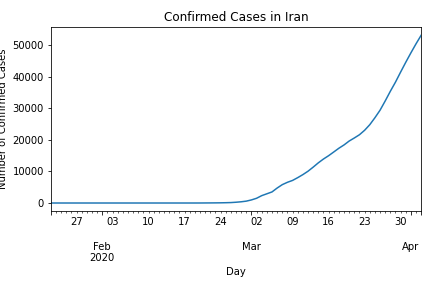 Confirmed Cases in Iran
Number of Confirmed Cases
50000
40000
30000
20000
10000
0
27 03 10 17 24 02 09 16 23 30
Feb Mar Apr
2020
Day